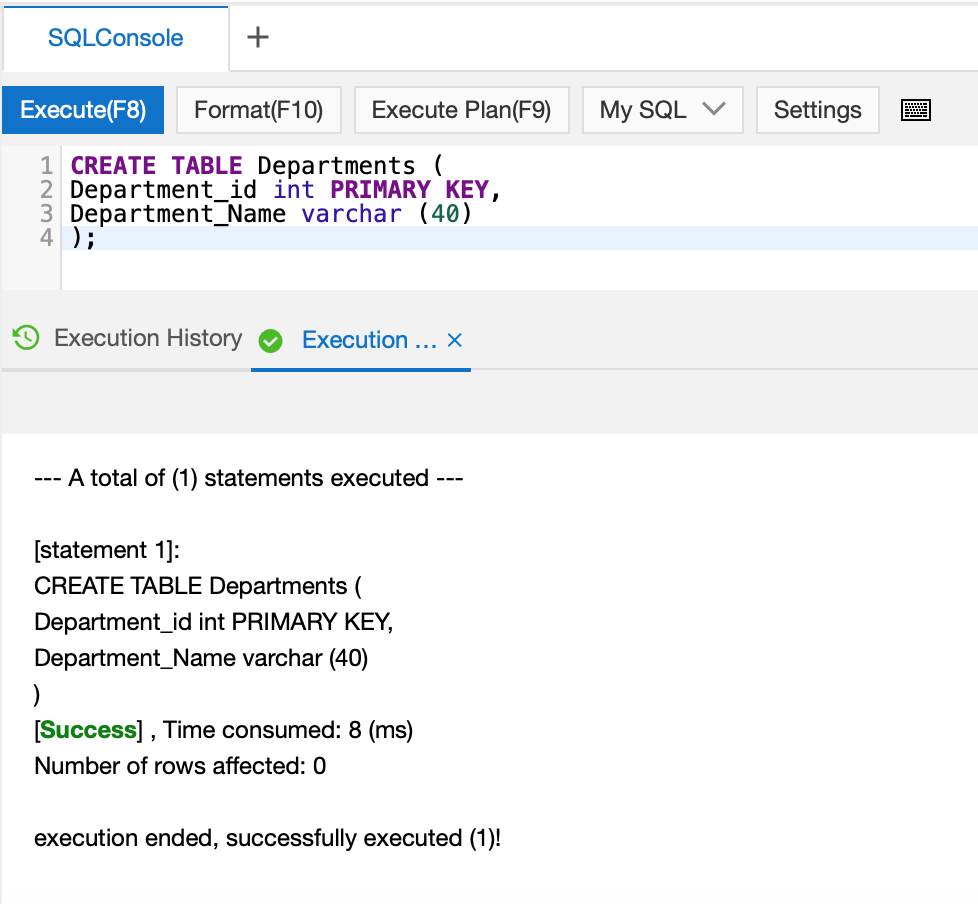 SQLConsole +
Execute(F8) Format(F10) Execute Plan(F9) My SQL Settings
1 CREATE TABLE Departments (
2 Department_id int PRIMARY KEY,
3 Department_Name varchar (40)
4 );
Execution History Execution ... ×
--- A total of (1) statements executed ---
[statement 1]:
CREATE TABLE Departments (
Department_id int PRIMARY KEY,
Department_Name varchar (40)
)
[Success] , Time consumed: 8 (ms)
Number of rows affected: 0
execution ended, successfully executed (1)!